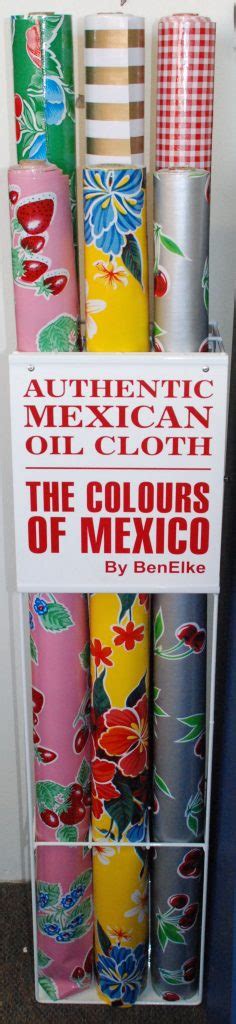 AUTHENTIC
MEXICAN
OIL CLOTH
THE COLOURS
OF MEXICO
By BenElke